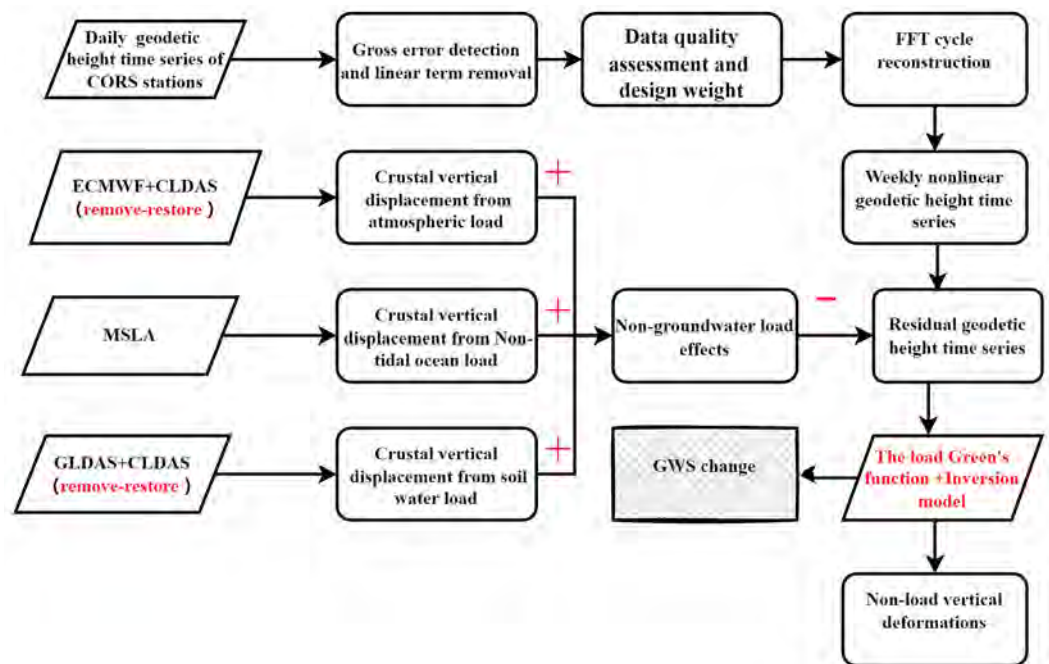 Daily geodetic
height time series of
CORS stations
Gross error detection
and linear term removal
Data quality
assessment and
design weight
FFT cycle
reconstruction
ECMWF+CLDAS
(remove-restore )
Crustal vertical
displacement from
atmospheric load
+
Weekly nonlinear
geodetic height time
series
MSLA
Crustal vertical
displacement from Non-
tidal ocean load
+
Non-groundwater load
effects
−
Residual geodetic
height time series
GLDAS+CLDAS
(remove-restore )
Crustal vertical
displacement from soil
water load
+
GWS change
The load Green's
function +Inversion
model
Non-load vertical
deformations